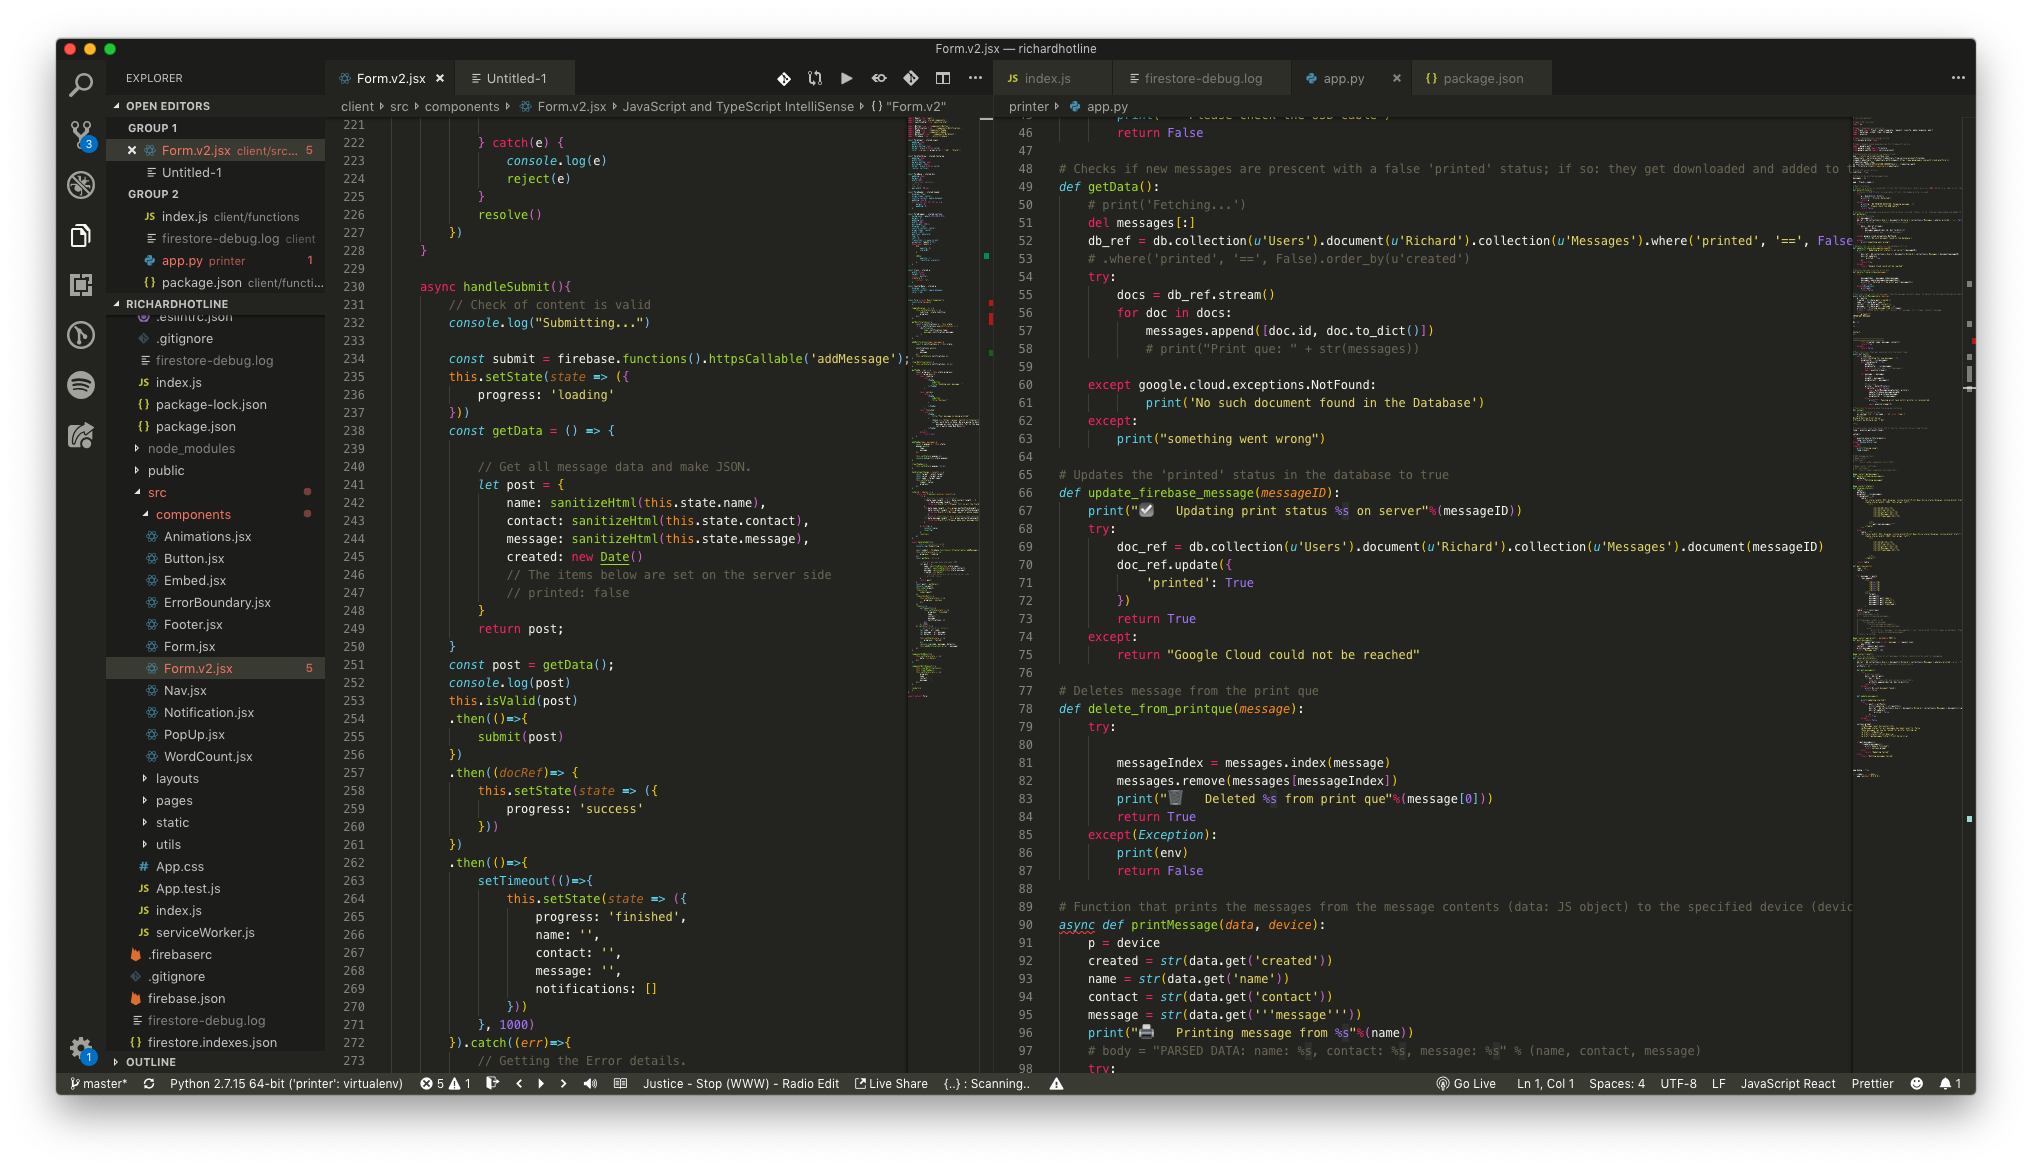 Form.v2.jsx — richardhotline
EXPLORER
OPEN EDITORS
GROUP 1
Form.v2.jsx client/src... 5
Untitled-1
GROUP 2
JS index.js client/functions
firestore-debug.log client
app.py printer 1
{} package.json client/functi...
RICHARDHOTLINE
.eslintrc.json
.gitignore
firestore-debug.log
JS index.js
{} package-lock.json
{} package.json
node_modules
public
src
components
Animations.jsx
Button.jsx
Embed.jsx
ErrorBoundary.jsx
Footer.jsx
Form.jsx
Form.v2.jsx 5
Nav.jsx
Notification.jsx
PopUp.jsx
WordCount.jsx
layouts
pages
static
utils
# App.css
JS App.test.js
JS index.js
JS serviceWorker.js
.firebaserc
.gitignore
firebase.json
firestore-debug.log
{} firestore.indexes.json
OUTLINE
3
1
Form.v2.jsx
Untitled-1
client src components Form.v2.jsx JavaScript and TypeScript IntelliSense {} "Form.v2"
221
222 } catch(e) {
223 console.log(e)
224 reject(e)
225 }
226 resolve()
227 })
228 }
229
230 async handleSubmit(){
231 // Check of content is valid
232 console.log("Submitting...")
233
234 const submit = firebase.functions().httpsCallable('addMessage');
235 this.setState(state => ({
236 progress: 'loading'
237 }))
238 const getData = () => {
239
240 // Get all message data and make JSON.
241 let post = {
242 name: sanitizeHtml(this.state.name),
243 contact: sanitizeHtml(this.state.contact),
244 message: sanitizeHtml(this.state.message),
245 created: new Date()
246 // The items below are set on the server side
247 // printed: false
248 }
249 return post;
250 }
251 const post = getData();
252 console.log(post)
253 this.isValid(post)
254 .then(()=>{
255 submit(post)
256 })
257 .then((docRef)=> {
258 this.setState(state => ({
259 progress: 'success'
260 }))
261 })
262 .then(()=>{
263 setTimeout(()=>{
264 this.setState(state => ({
265 progress: 'finished',
266 name: '',
267 contact: '',
268 message: '',
269 notifications: []
270 }))
271 }, 1000)
272 }).catch((err)=>{
273 // Getting the Error details.
JS index.js
firestore-debug.log
app.py
{} package.json
printer app.py
46 return False
47
48 # Checks if new messages are prescent with a false 'printed' status; if so: they get downloaded and added to
49 def getData():
50 # print('Fetching...')
51 del messages[:]
52 db_ref = db.collection(u'Users').document(u'Richard').collection(u'Messages').where('printed', '==', False
53 # .where('printed', '==', False).order_by(u'created')
54 try:
55 docs = db_ref.stream()
56 for doc in docs:
57 messages.append([doc.id, doc.to_dict()])
58 # print("Print que: " + str(messages))
59
60 except google.cloud.exceptions.NotFound:
61 print('No such document found in the Database')
62 except:
63 print("something went wrong")
64
65 # Updates the 'printed' status in the database to true
66 def update_firebase_message(messageID):
67 print("☑️ Updating print status %s on server"%(messageID))
68 try:
69 doc_ref = db.collection(u'Users').document(u'Richard').collection(u'Messages').document(messageID)
70 doc_ref.update({
71 'printed': True
72 })
73 return True
74 except:
75 return "Google Cloud could not be reached"
76
77 # Deletes message from the print que
78 def delete_from_printque(message):
79 try:
80
81 messageIndex = messages.index(message)
82 messages.remove(messages[messageIndex])
83 print("🗑 Deleted %s from print que"%(message[0]))
84 return True
85 except(Exception):
86 print(env)
87 return False
88
89 # Function that prints the messages from the message contents (data: JS object) to the specified device (devic
90 async def printMessage(data, device):
91 p = device
92 created = str(data.get('created'))
93 name = str(data.get('name'))
94 contact = str(data.get('contact'))
95 message = str(data.get('''message'''))
96 print("🖨 Printing message from %s"%(name))
97 # body = "PARSED DATA: name: %s, contact: %s, message: %s" % (name, contact, message)
98 try:
master* Python 2.7.15 64-bit ('printer': virtualenv) 5 1 Justice - Stop (WWW) - Radio Edit Live Share {..} : Scanning.. Go Live Ln 1, Col 1 Spaces: 4 UTF-8 LF JavaScript React Prettier 1